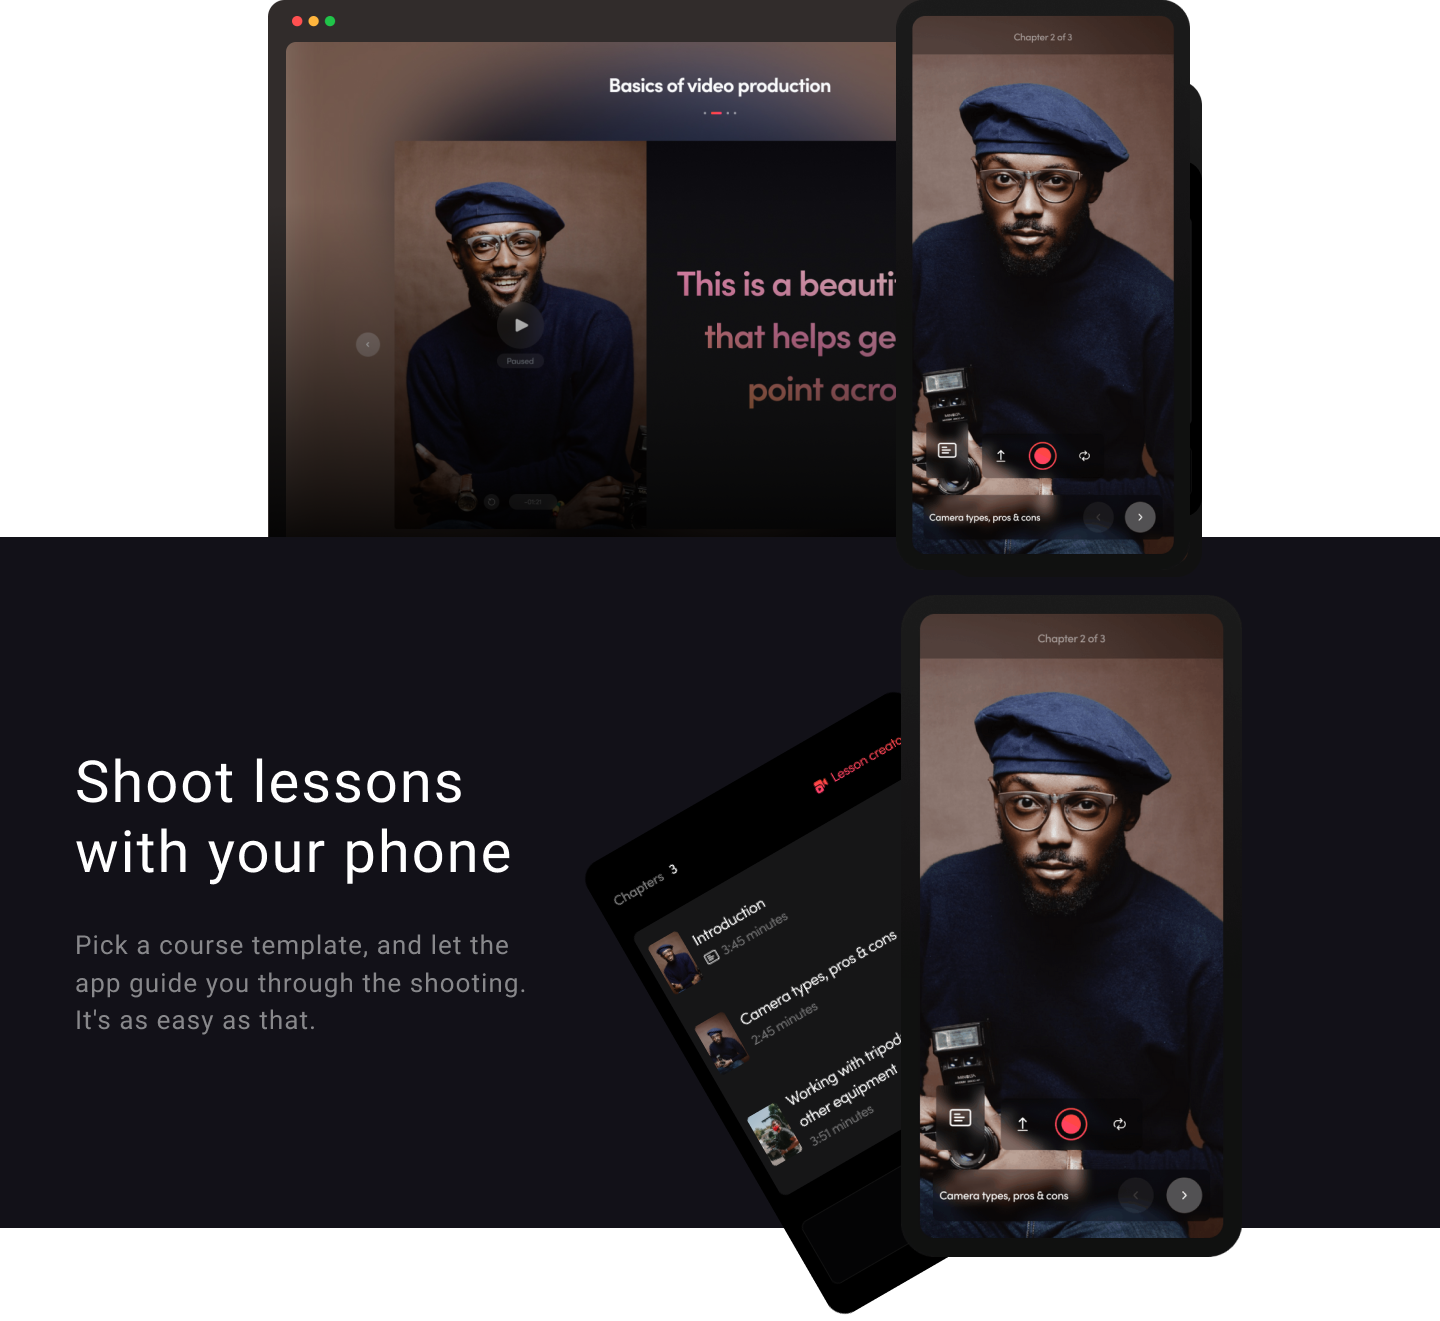 Basics of video production
This is a beauti
that helps ge
point acro
Paused
Chapter 2 of 3
Camera types, pros & cons
Shoot lessons
with your phone
Pick a course template, and let the
app guide you through the shooting.
It's as easy as that.
Lesson creato
Chapters 3
Introduction
3:45 minutes
Camera types, pros & cons
2:45 minutes
Working with tripod
other equipment
3:51 minutes
Chapter 2 of 3
Camera types, pros & cons